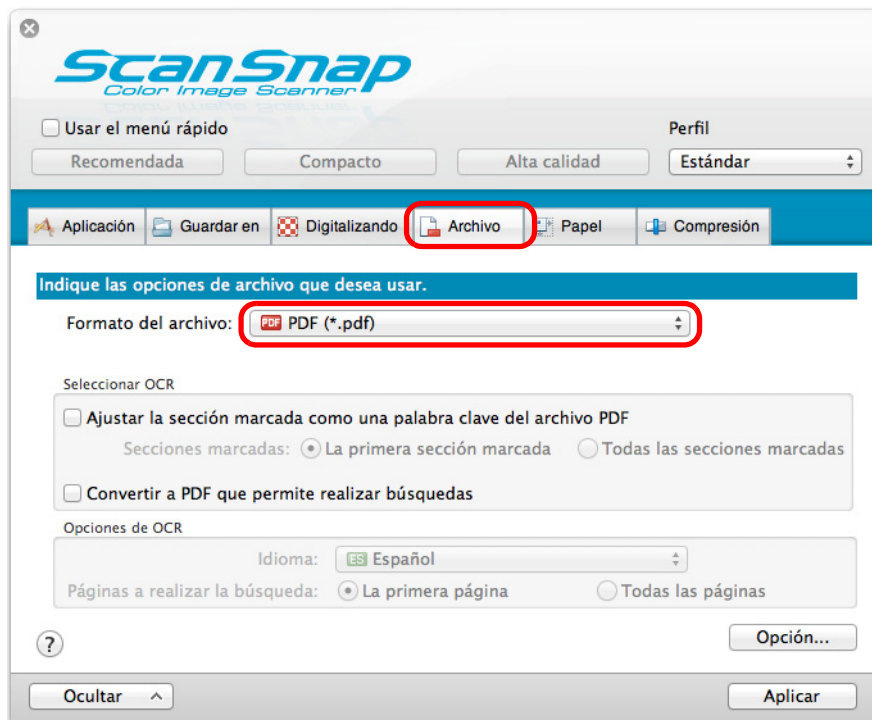 ScanSnap
Color Image Scanner
Usar el menú rápido
Perfil
Recomendada Compacto Alta calidad Estándar
Aplicación Guardar en Digitalizando Archivo Papel Compresión
Indique las opciones de archivo que desea usar.
Formato del archivo: PDF PDF (*.pdf)
Seleccionar OCR
Ajustar la sección marcada como una palabra clave del archivo PDF
Secciones marcadas: La primera sección marcada Todas las secciones marcadas
Convertir a PDF que permite realizar búsquedas
Opciones de OCR
Idioma: ES Español
Páginas a realizar la búsqueda: La primera página Todas las páginas
? Opción...
Ocultar Aplicar